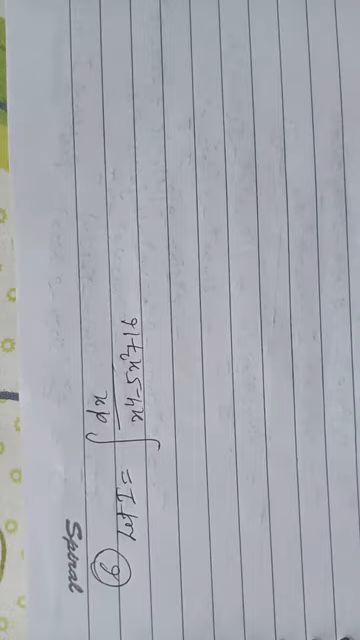 Spiral
(9) Let I = ∫ dx / x⁴-5x²+16